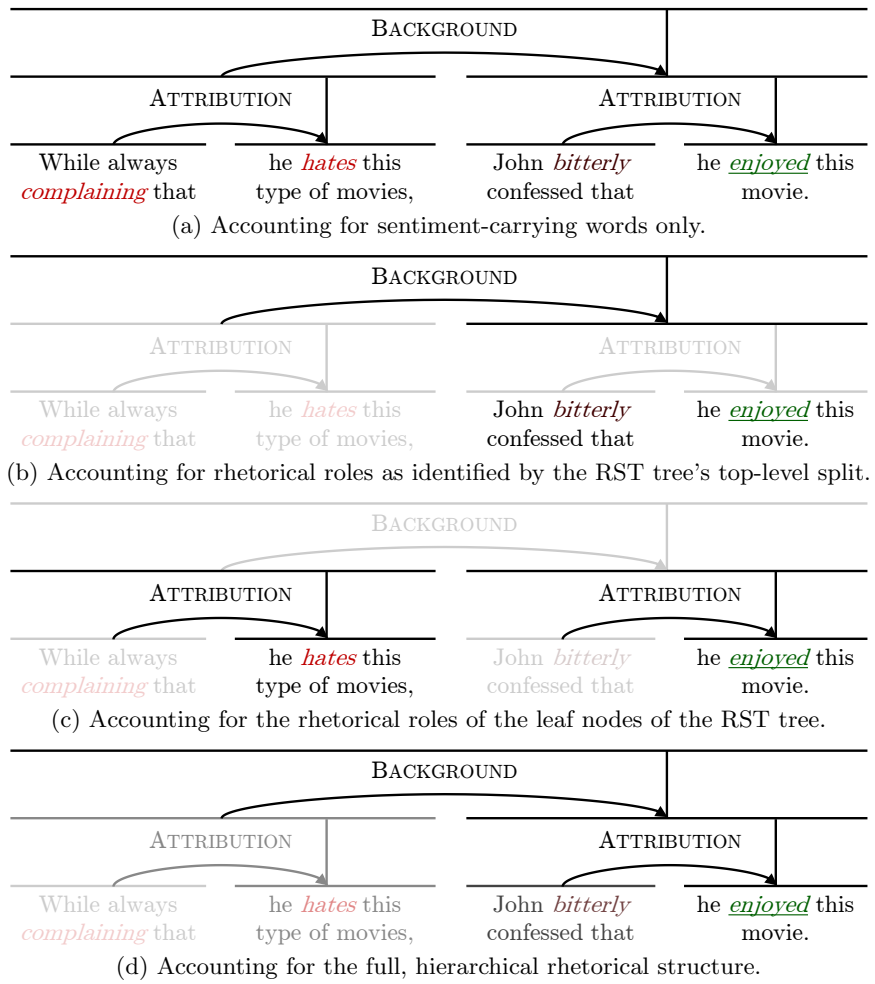 BACKGROUND
ATTRIBUTION ATTRIBUTION
While always he hates this John bitterly he enjoyed this
complaining that type of movies, confessed that movie.
(a) Accounting for sentiment-carrying words only.
BACKGROUND
ATTRIBUTION ATTRIBUTION
While always he hates this John bitterly he enjoyed this
complaining that type of movies, confessed that movie.
(b) Accounting for rhetorical roles as identified by the RST tree's top-level split.
BACKGROUND
ATTRIBUTION ATTRIBUTION
While always he hates this John bitterly he enjoyed this
complaining that type of movies, confessed that movie.
(c) Accounting for the rhetorical roles of the leaf nodes of the RST tree.
BACKGROUND
ATTRIBUTION ATTRIBUTION
While always he hates this John bitterly he enjoyed this
complaining that type of movies, confessed that movie.
(d) Accounting for the full, hierarchical rhetorical structure.